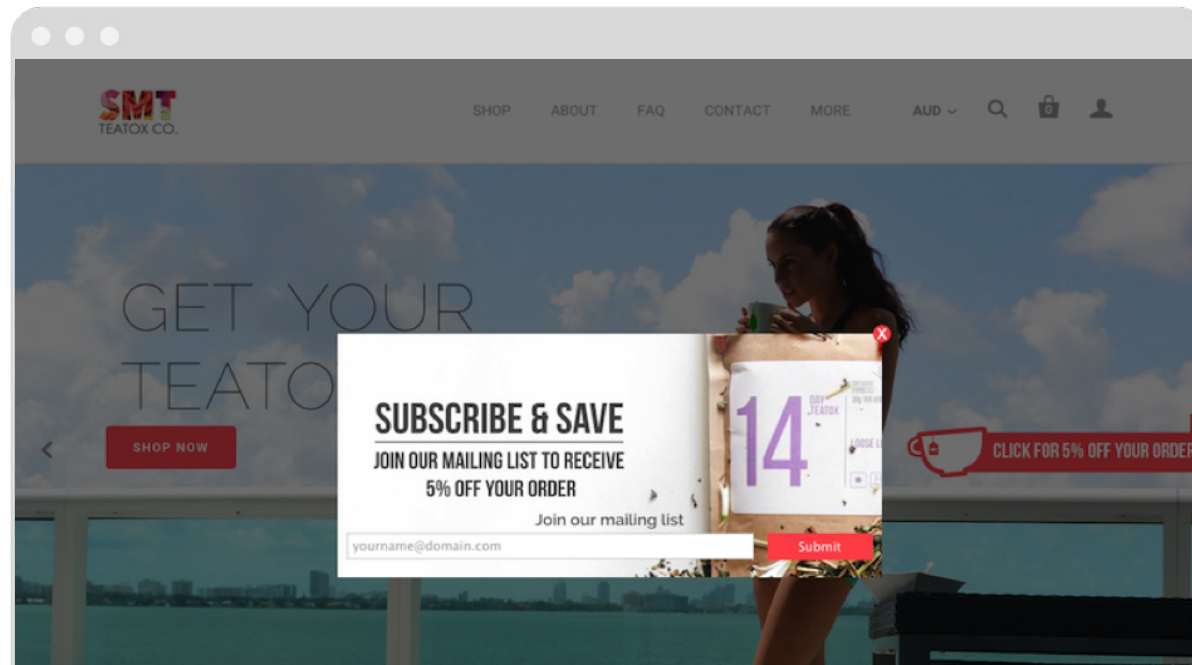 SMT
TEATOX CO.
SHOP
ABOUT
FAQ
CONTACT
MORE
AUD
0
GET YOUR
TEATO
SHOP NOW
X
SUBSCRIBE & SAVE
JOIN OUR MAILING LIST TO RECEIVE
5% OFF YOUR ORDER
Join our mailing list
yourname@domain.com
Submit
14
DAY
TEATOX
LOOSE L
CLICK FOR 5% OFF YOUR ORDER